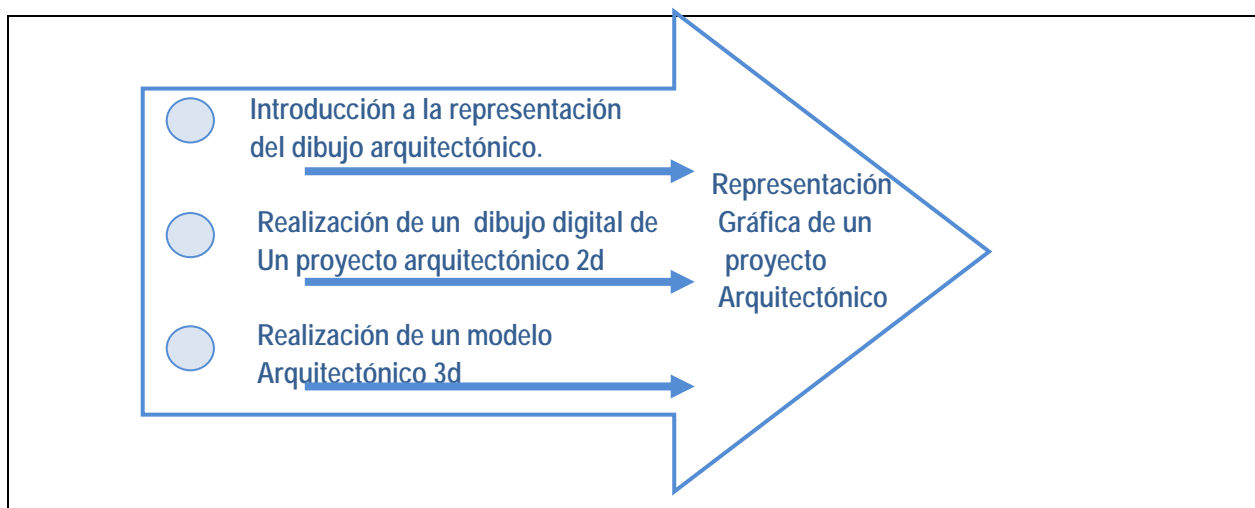 Introducción a la representación
del dibujo arquitectónico.
Realización de un dibujo digital de
Un proyecto arquitectónico 2d
Realización de un modelo
Arquitectónico 3d
Representación
Gráfica de un
proyecto
Arquitectónico